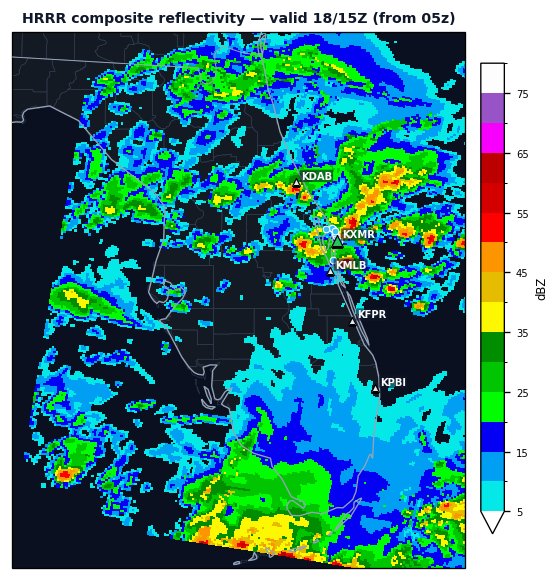 HRRR composite reflectivity — valid 18/15Z (from 05z)
KDAB
KXMR
KMLB
KFPR
KPBI
75
65
55
45
35
25
15
5
dBZ